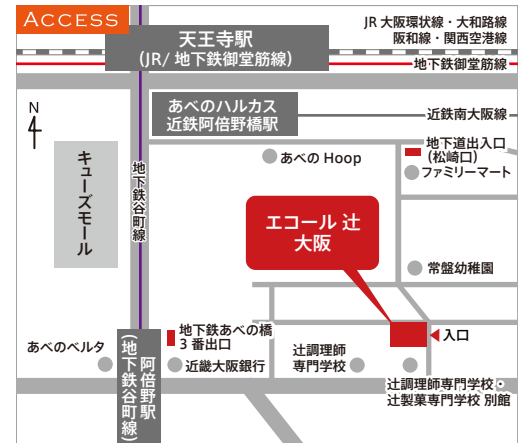 ACCESS
天王寺駅
(JR/ 地下鉄御堂筋線)
JR 大阪環状線・大和路線
阪和線・関西空港線
地下鉄御堂筋線
N
あべのハルカス
近鉄阿倍野橋駅
近鉄南大阪線
キューズモール
地下鉄谷町線
あべの Hoop
地下道出入口
(松崎口)
ファミリーマート
エコール 辻
大阪
常盤幼稚園
入口
あべのベルタ
阿倍野駅
(地下鉄谷町線)
地下鉄あべの橋
3 番出口
近畿大阪銀行
辻調理師
専門学校
辻調理師専門学校・
辻製菓専門学校 別館